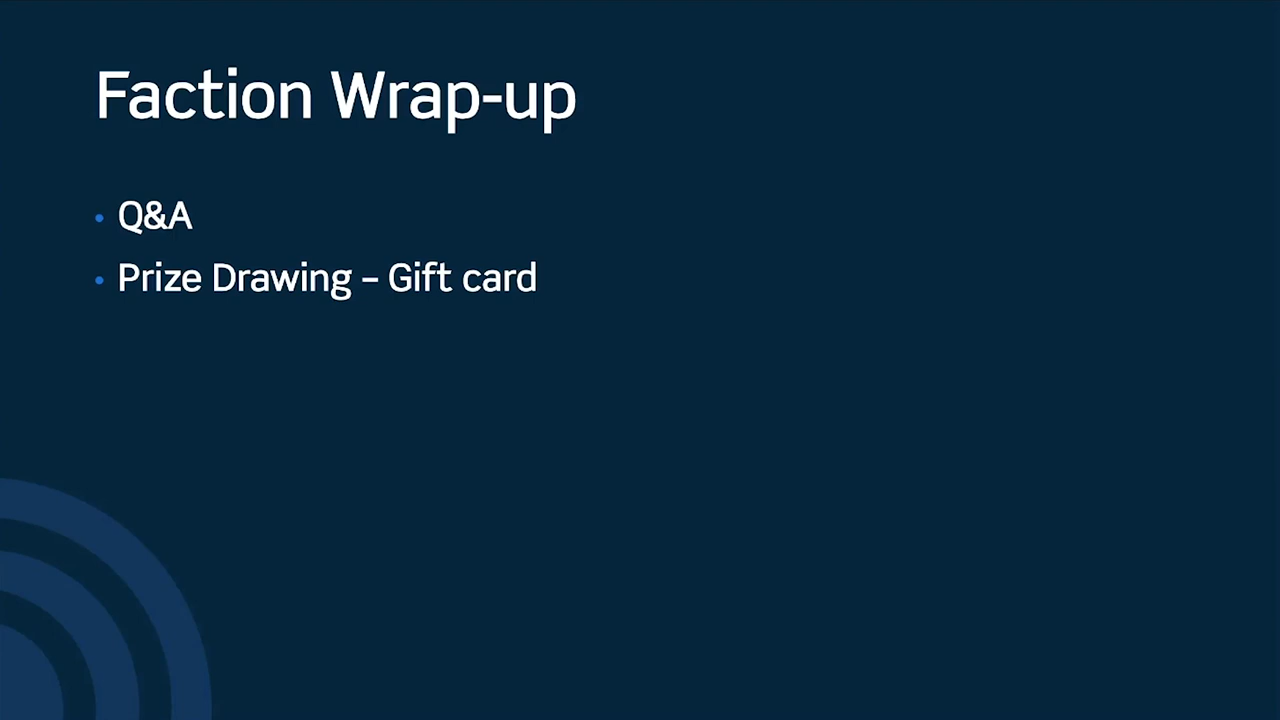 Faction Wrap-up
• Q&A
• Prize Drawing – Gift card